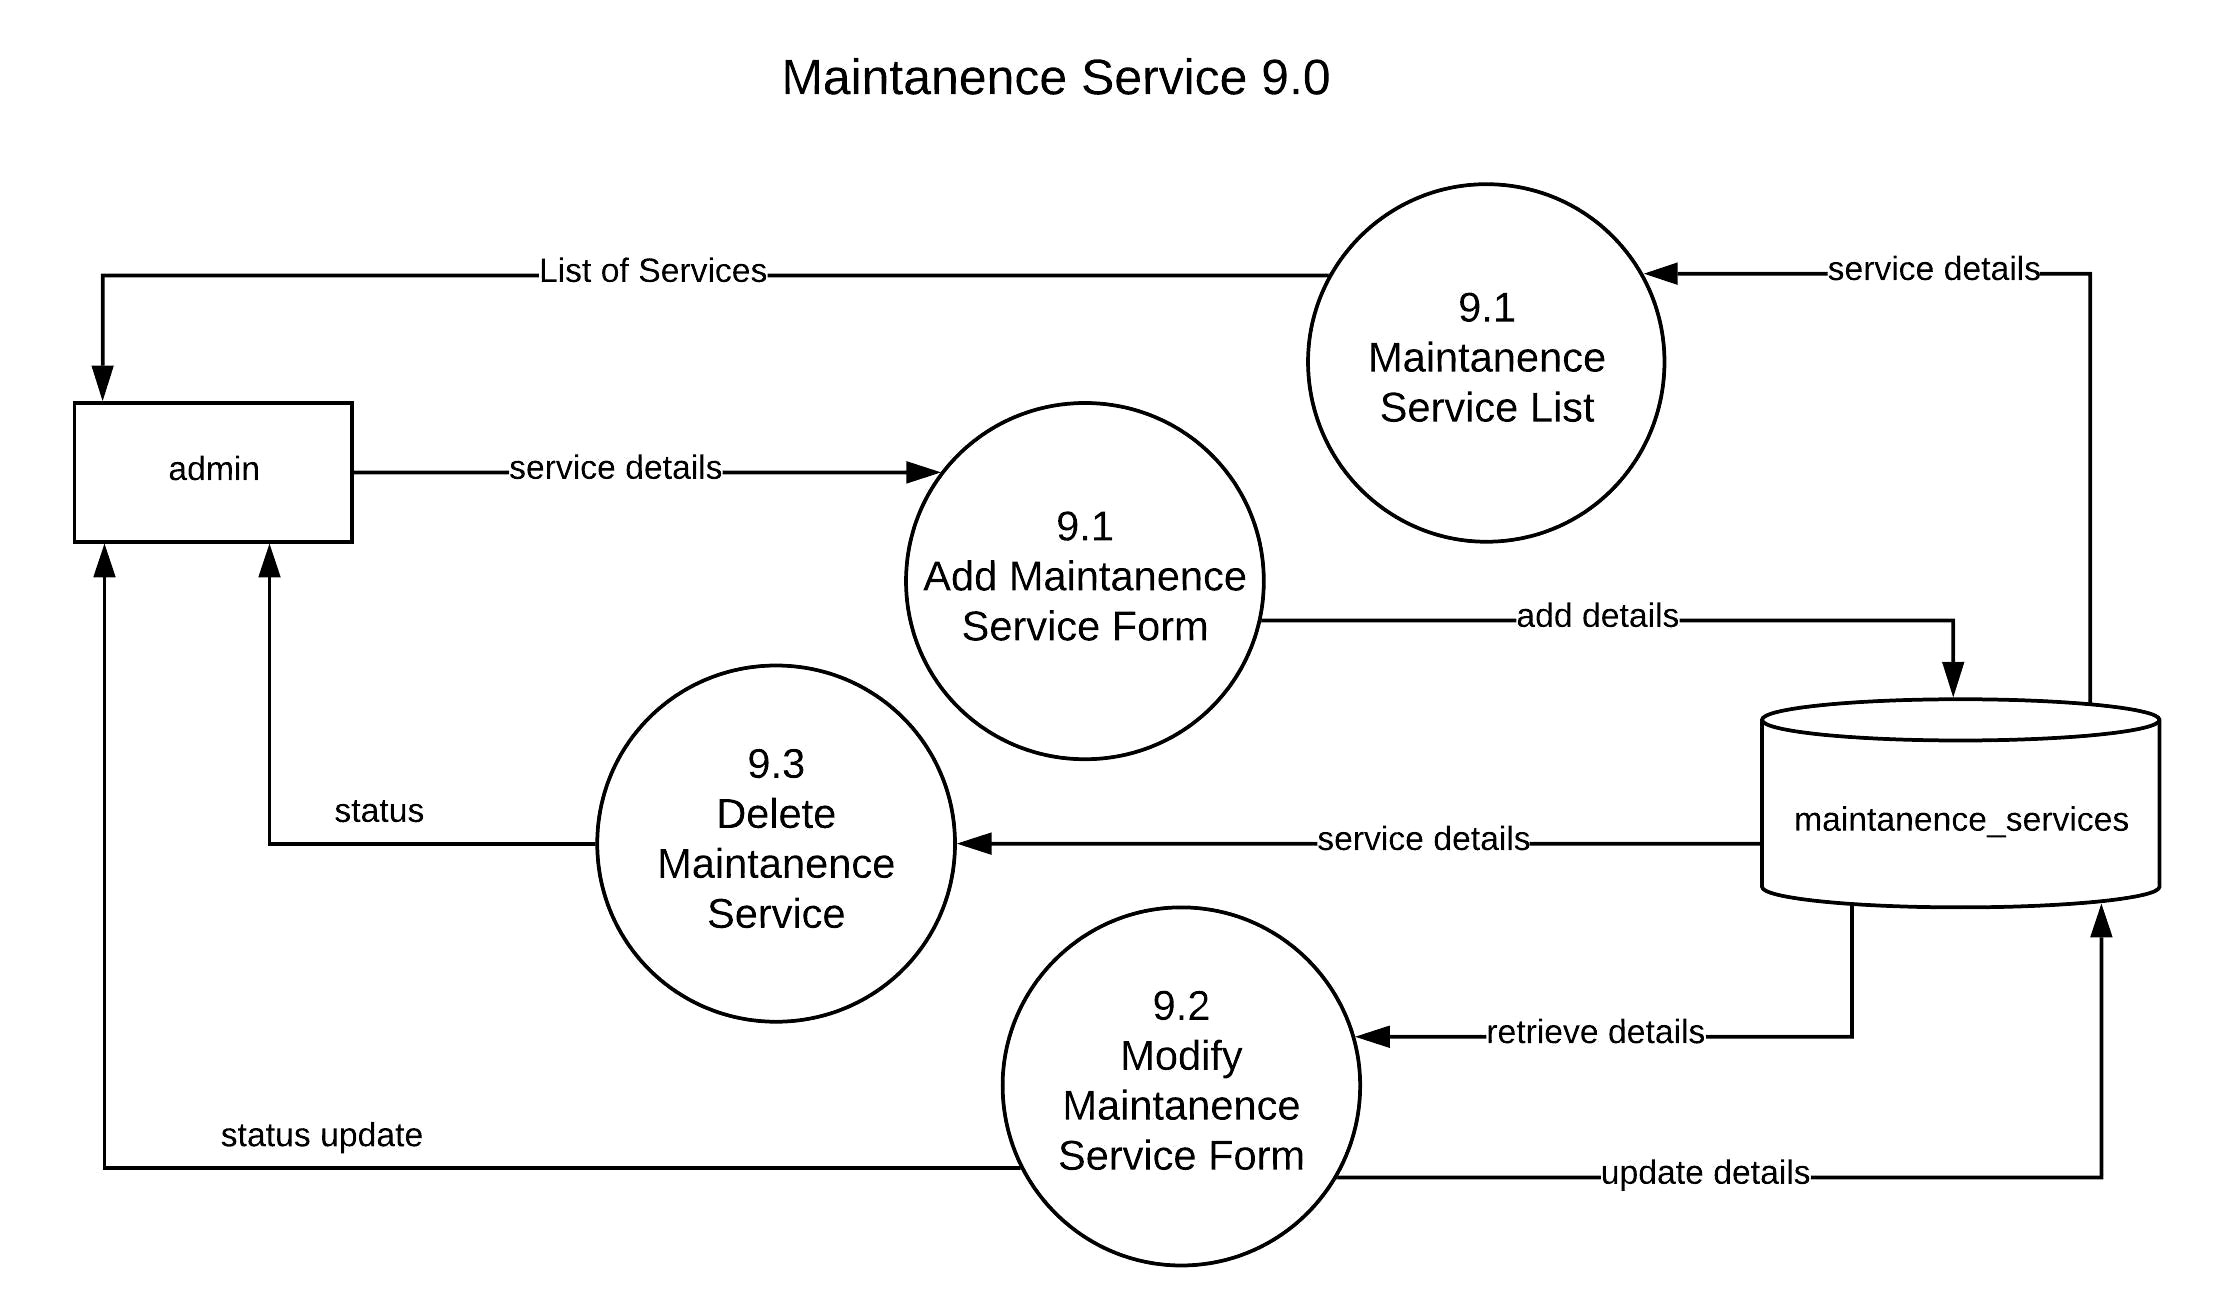 Maintanence Service 9.0
List of Services
service details
9.1
Maintanence
Service List
admin
service details
9.1
Add Maintanence
Service Form
add details
9.3
Delete
Maintanence
Service
status
service details
maintanence_services
9.2
Modify
Maintanence
Service Form
retrieve details
status update
update details